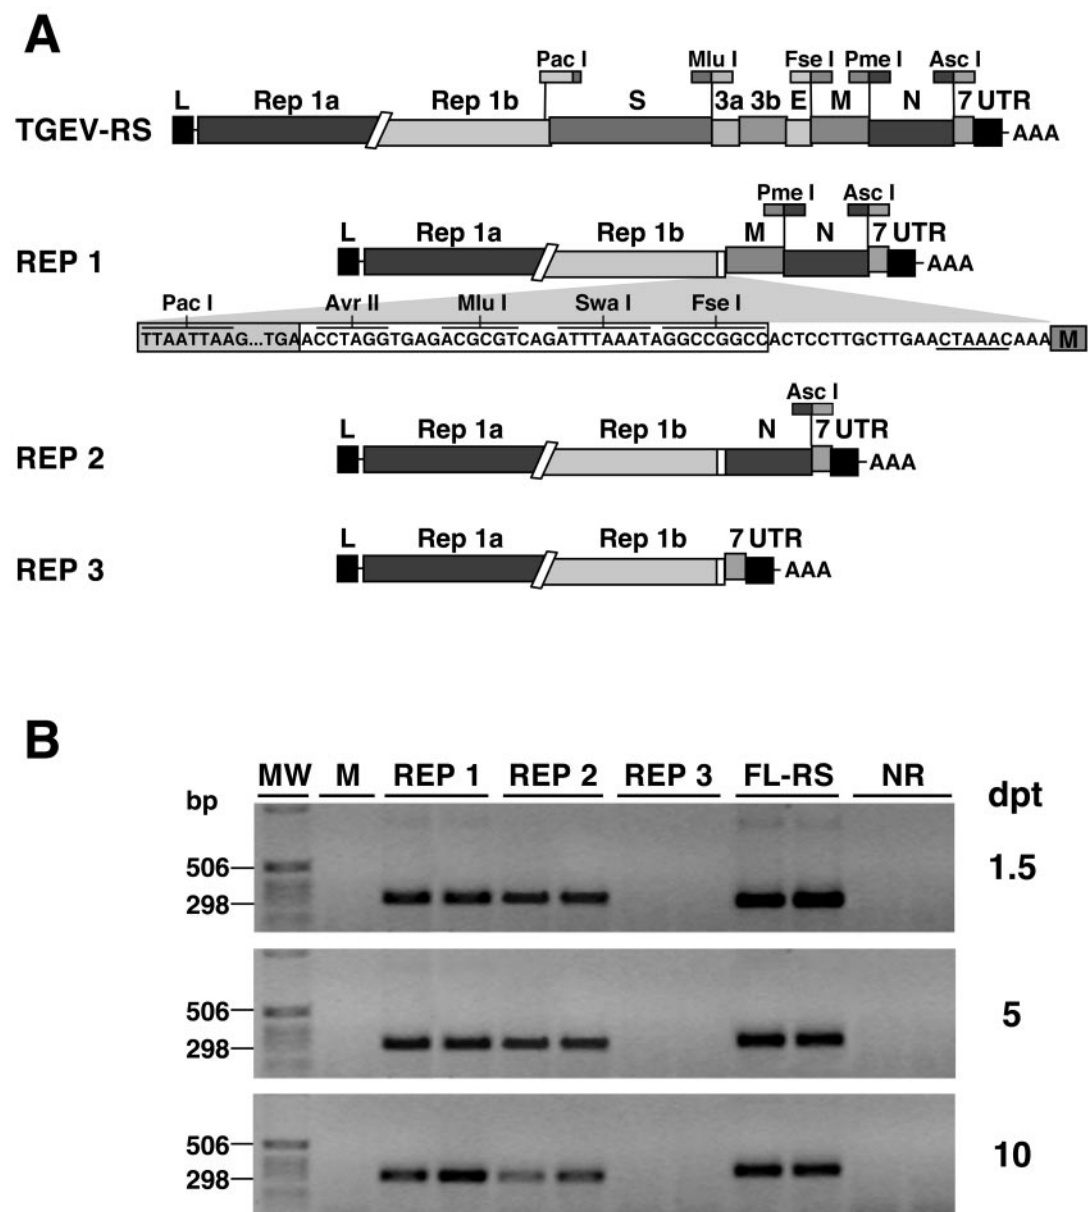 A
Pac I Mlu I Fse I Pme I Asc I
L Rep 1a Rep 1b S 3a 3b E M N 7 UTR
TGEV-RS AAA
Pme I Asc I
L Rep 1a Rep 1b M N 7 UTR
REP 1 AAA
Pac I Avr II Mlu I Swa I Fse I
TTAATTAAG...TGAACCTAGGTGAGACGCGTCAGATTTAAATAGGCCGGCCACTCCTTGCTTGAACTAAACAAA M
Asc I
L Rep 1a Rep 1b N 7 UTR
REP 2 AAA
L Rep 1a Rep 1b 7 UTR
REP 3 AAA
B
MW M REP 1 REP 2 REP 3 FL-RS NR
bp dpt
506 1.5
298
506 5
298
506 10
298